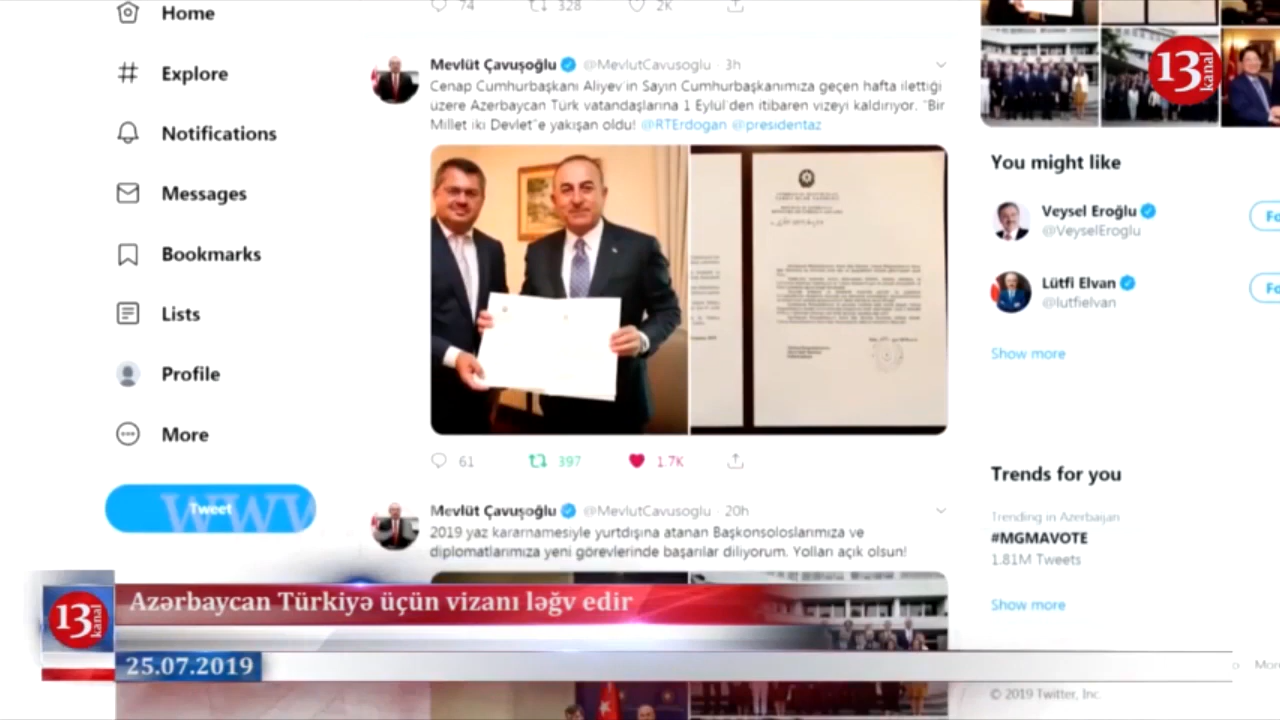 Home
Explore
Notifications
Messages
Bookmarks
Lists
Profile
More
Tweet
www
74 328 2K
Mevlüt Çavuşoğlu @MevlutCavusoglu · 3h
Cenap Cumhurbaşkanı Aliyev'in Sayın Cumhurbaşkanımıza geçen hafta ilettiği
üzere Azerbaycan Türk vatandaşlarına 1 Eylül'den itibaren vizeyi kaldırıyor. "Bir
Millet iki Devlet"e yakışan oldu! @RTErdogan @presidentaz
61 397 1.7K
Mevlüt Çavuşoğlu @MevlutCavusoglu · 20h
2019 yaz kararnamesiyle yurtdışına atanan Başkonsoloslarımıza ve
diplomatlarımıza yeni görevlerinde başarılar diliyorum. Yolları açık olsun!
13 kanal
You might like
Veysel Eroğlu
@VeyselEroglu
Fo
Lütfi Elvan
@lutfielvan
Fo
Show more
Trends for you
Trending in Azerbaijan
#MGMAVOTE
1.81M Tweets
Show more
© 2019 Twitter, Inc.
13 kanal
Azərbaycan Türkiyə üçün vizanı ləğv edir
25.07.2019